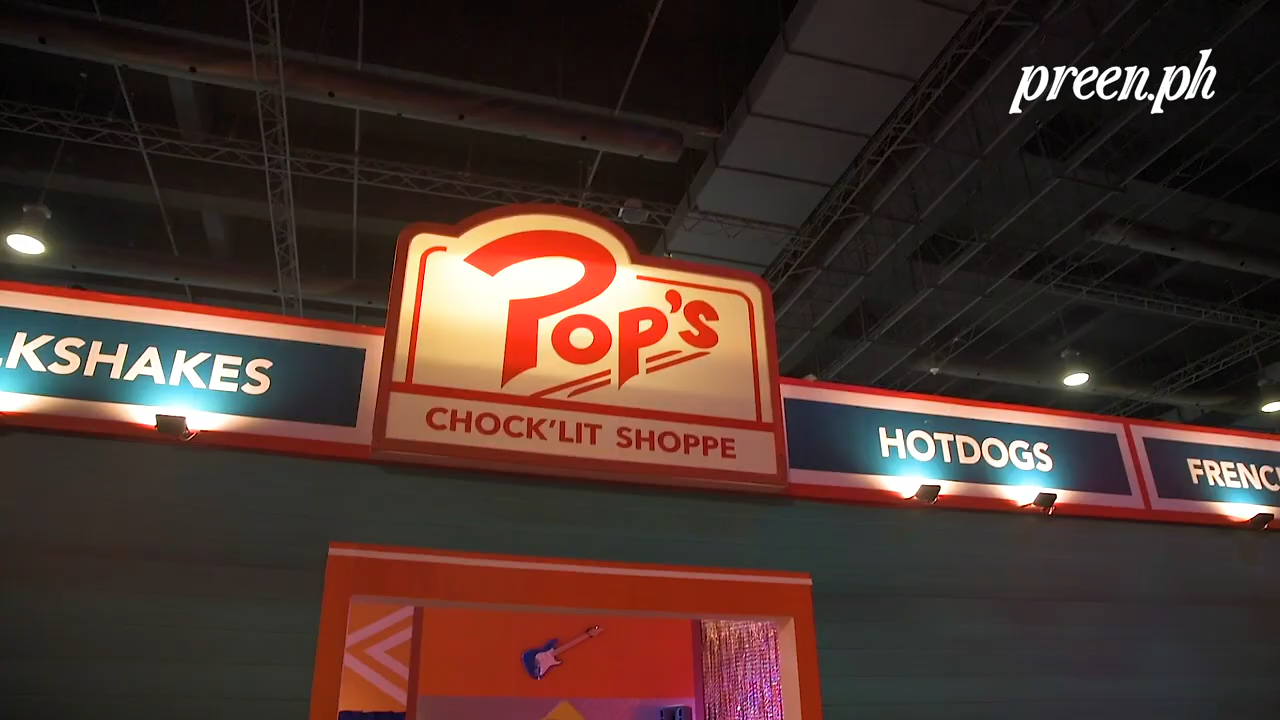 preen.ph
LKSHAKES
POP'S
CHOCK'LIT SHOPPE
HOTDOGS
FRENC